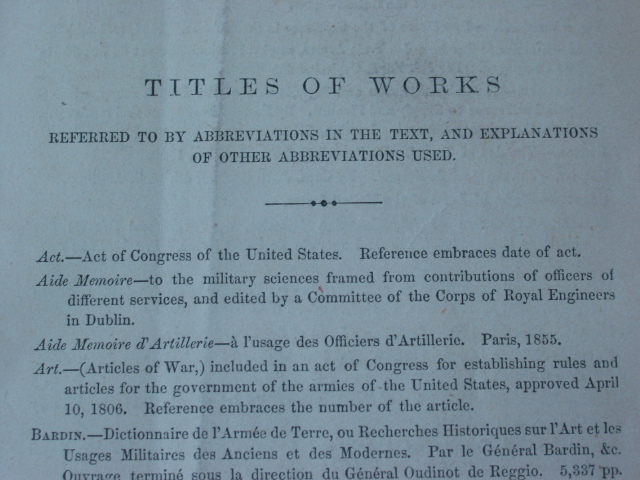 TITLES OF WORKS
REFERRED TO BY ABBREVIATIONS IN THE TEXT, AND EXPLANATIONS
OF OTHER ABBREVIATIONS USED.
Act.—Act of Congress of the United States. Reference embraces date of act.
Aide Memoire—to the military sciences framed from contributions of officers of
different services, and edited by a Committee of the Corps of Royal Engineers
in Dublin.
Aide Memoire d'Artillerie—à l'usage des Officiers d'Artillerie. Paris, 1855.
Art.—(Articles of War,) included in an act of Congress for establishing rules and
articles for the government of the armies of the United States, approved April
10, 1806. Reference embraces the number of the article.
BARDIN.—Dictionnaire de l'Armée de Terre, ou Recherches Historiques sur l'Art et les
Usages Militaires des Anciens et des Modernes. Par le Général Bardin, &c.
Ouvrage terminé sous la direction du Général Oudinot de Reggio. 5,337 pp.